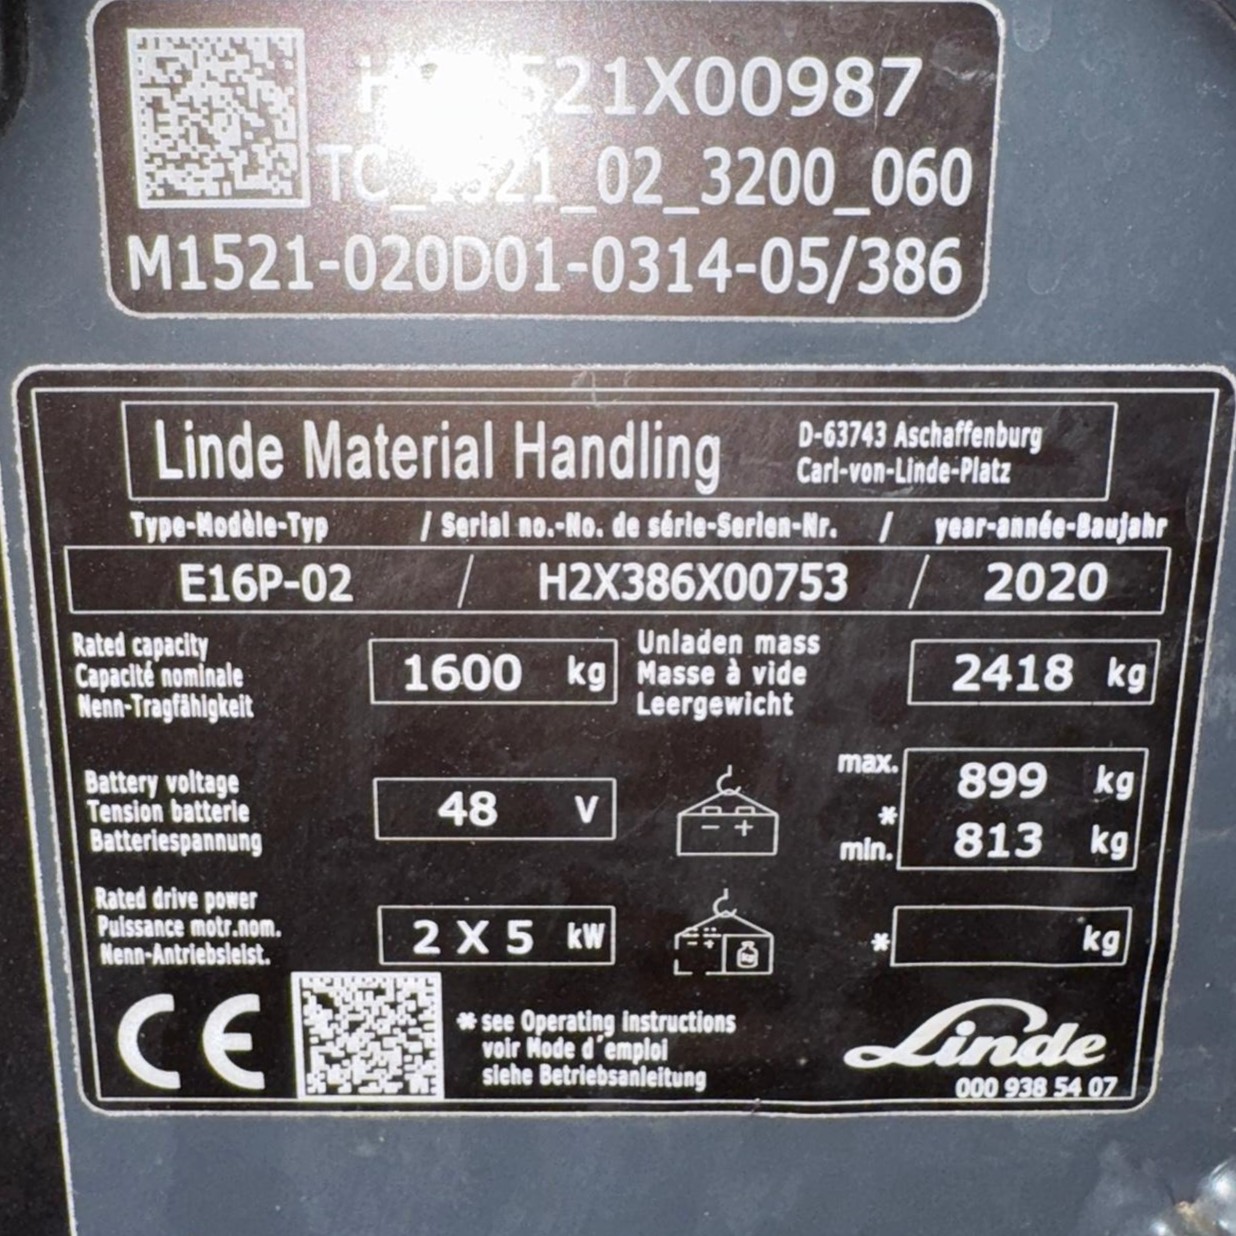 521X00987
TC_1521_02_3200_060
M1521-020D01-0314-05/386
Linde Material Handling
D-63743 Aschaffenburg
Carl-von-Linde-Platz
Type-Modèle-Typ / Serial no.-No. de série-Serien-Nr. / year-année-Baujahr
E16P-02 / H2X386X00753 / 2020
Rated capacity
Capacité nominale
Nenn-Tragfähigkeit
1600 kg
Unladen mass
Masse à vide
Leergewicht
2418 kg
Battery voltage
Tension batterie
Batteriespannung
48 V
- +
max. 899 kg
*
min. 813 kg
Rated drive power
Puissance motr.nom.
Nenn-Antriebsleist.
2 X 5 kW
- +
kg
* kg
CE
* see Operating instructions
voir Mode d'emploi
siehe Betriebsanleitung
Linde
000 938 54 07